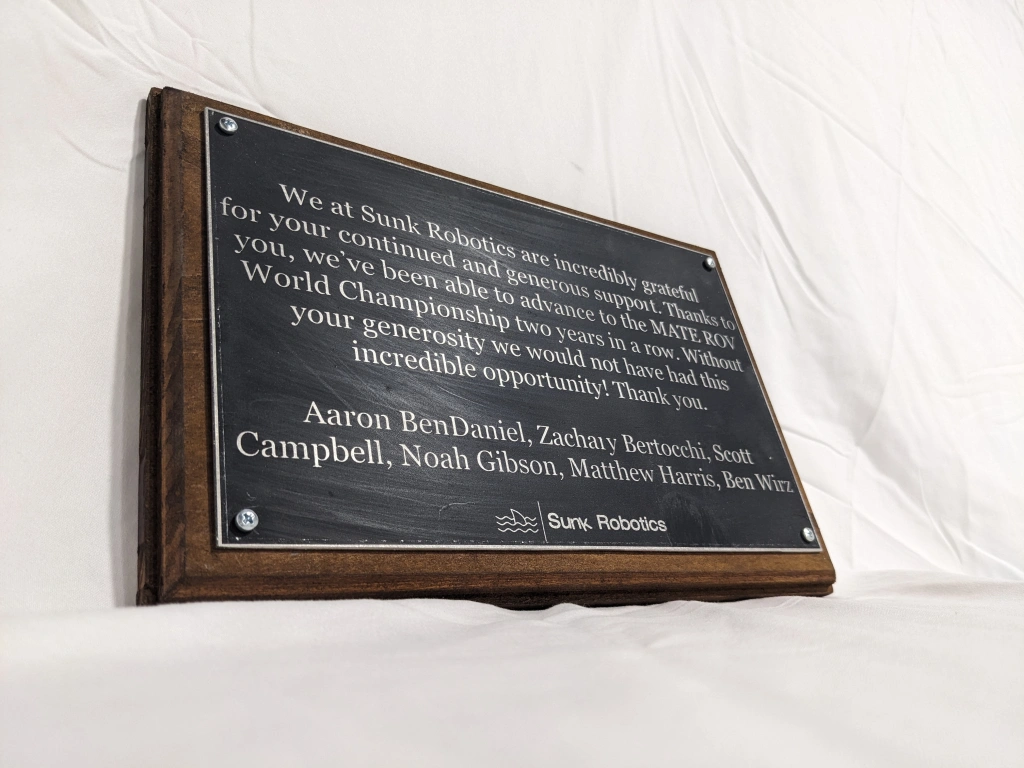 We at Sunk Robotics are incredibly grateful
for your continued and generous support. Thanks to
you, we've been able to advance to the MATE ROV
World Championship two years in a row. Without
your generosity we would not have had this
incredible opportunity! Thank you.
Aaron BenDaniel, Zachary Bertocchi, Scott
Campbell, Noah Gibson, Matthew Harris, Ben Wirz
Sunk Robotics